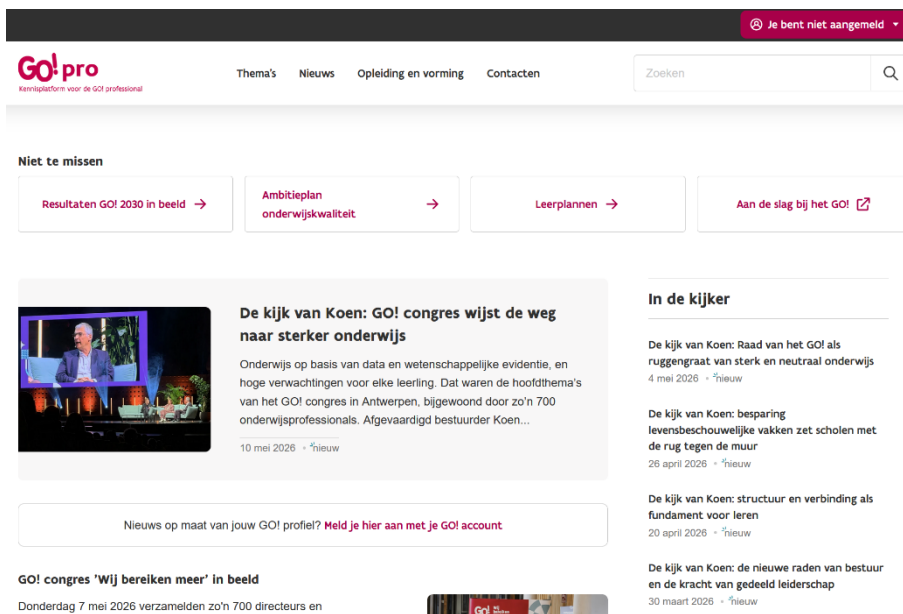 Je bent niet aangemeld
GO! pro
Kennisplatform voor de GO! professional
Thema's
Nieuws
Opleiding en vorming
Contacten
Zoeken
Niet te missen
Resultaten GO! 2030 in beeld
Ambitieplan
onderwijskwaliteit
Leerplannen
Aan de slag bij het GO!
De kijk van Koen: GO! congres wijst de weg
naar sterker onderwijs
Onderwijs op basis van data en wetenschappelijke evidentie, en
hoge verwachtingen voor elke leerling. Dat waren de hoofdthema's
van het GO! congres in Antwerpen, bijgewoond door zo'n 700
onderwijsprofessionals. Afgevaardigd bestuurder Koen...
10 mei 2026 • nieuw
Nieuws op maat van jouw GO! profiel? Meld je hier aan met je GO! account
GO! congres 'Wij bereiken meer' in beeld
Donderdag 7 mei 2026 verzamelden zo'n 700 directeurs en
GO!
In de kijker
De kijk van Koen: Raad van het GO! als
ruggengraat van sterk en neutraal onderwijs
4 mei 2026 • nieuw
De kijk van Koen: besparing
levensbeschouwelijke vakken zet scholen met
de rug tegen de muur
26 april 2026 • nieuw
De kijk van Koen: structuur en verbinding als
fundament voor leren
20 april 2026 • nieuw
De kijk van Koen: de nieuwe raden van bestuur
en de kracht van gedeeld leiderschap
30 maart 2026 • nieuw